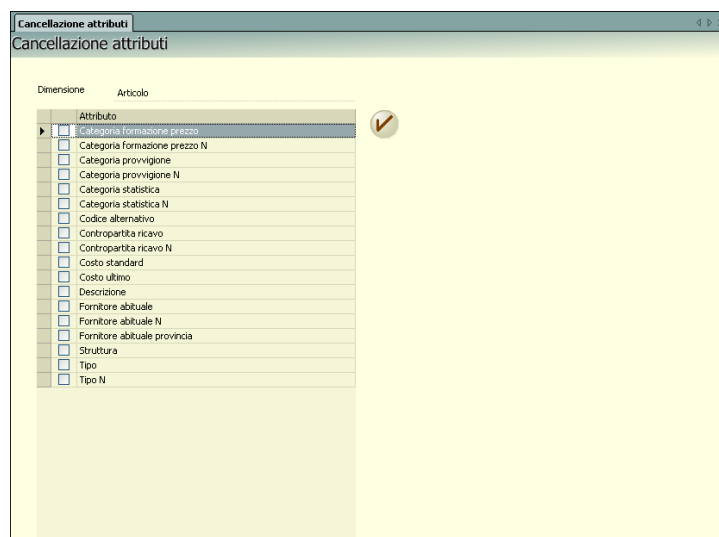 Cancellazione attributi
Cancellazione attributi
Dimensione Articolo
Attributo
Categoria formazione prezzo
Categoria formazione prezzo N
Categoria provvigione
Categoria provvigione N
Categoria statistica
Categoria statistica N
Codice alternativo
Contropartita ricavo
Contropartita ricavo N
Costo standard
Costo ultimo
Descrizione
Fornitore abituale
Fornitore abituale N
Fornitore abituale provincia
Struttura
Tipo
Tipo N